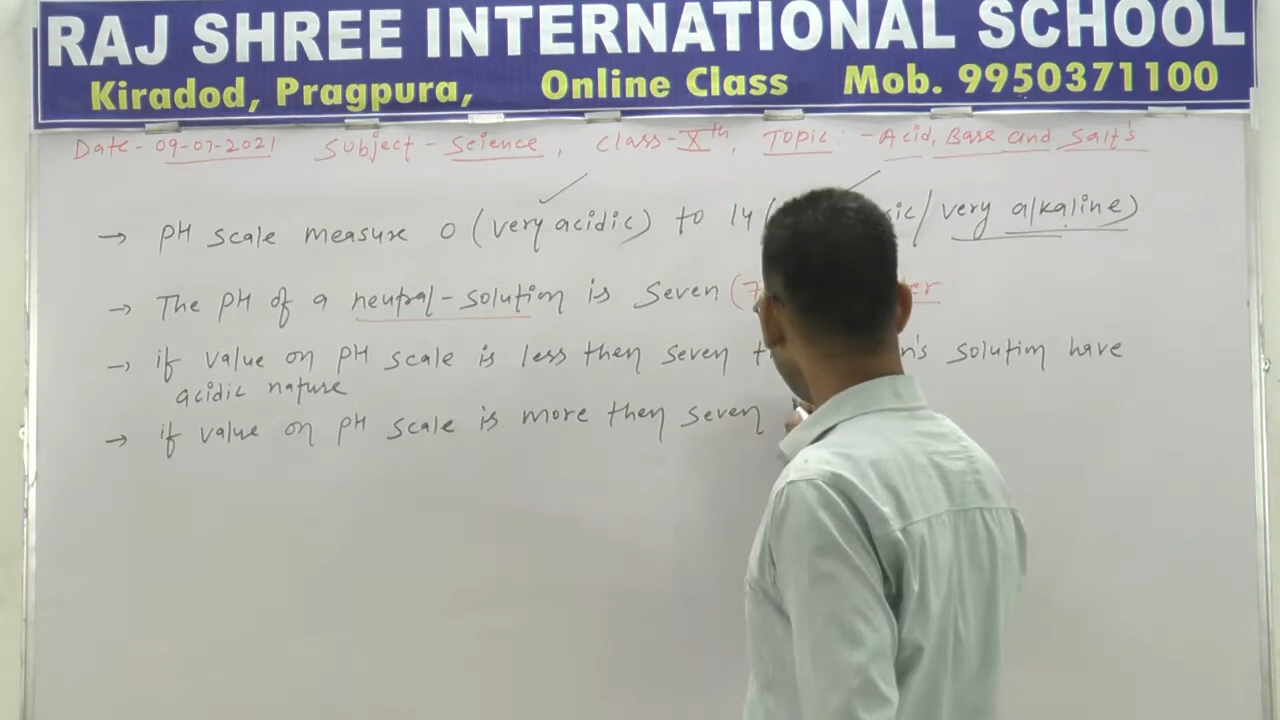 RAJ SHREE INTERNATIONAL SCHOOL
Kiradod, Pragpura, Online Class Mob. 9950371100
Date - 09-07-2021 Subject - Science, Class - Xth, Topic :- Acid, Base and Salt's
→ PH scale measure 0 (very acidic) to 14 ( / very alkaline)
→ The PH of a neutral-solution is seven (7
→ if value on PH scale is less then seven solution have
acidic nature
→ if value on PH scale is more then seven